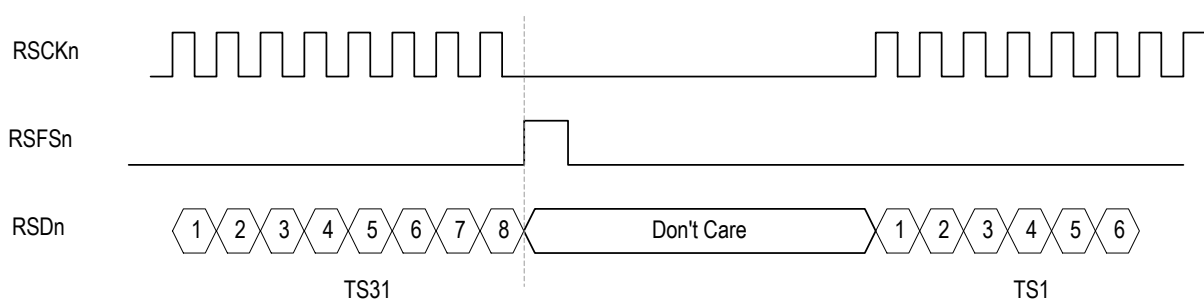 RSCKn
RSFSn
RSDn 1 2 3 4 5 6 7 8 Don't Care 1 2 3 4 5 6
TS31 TS1